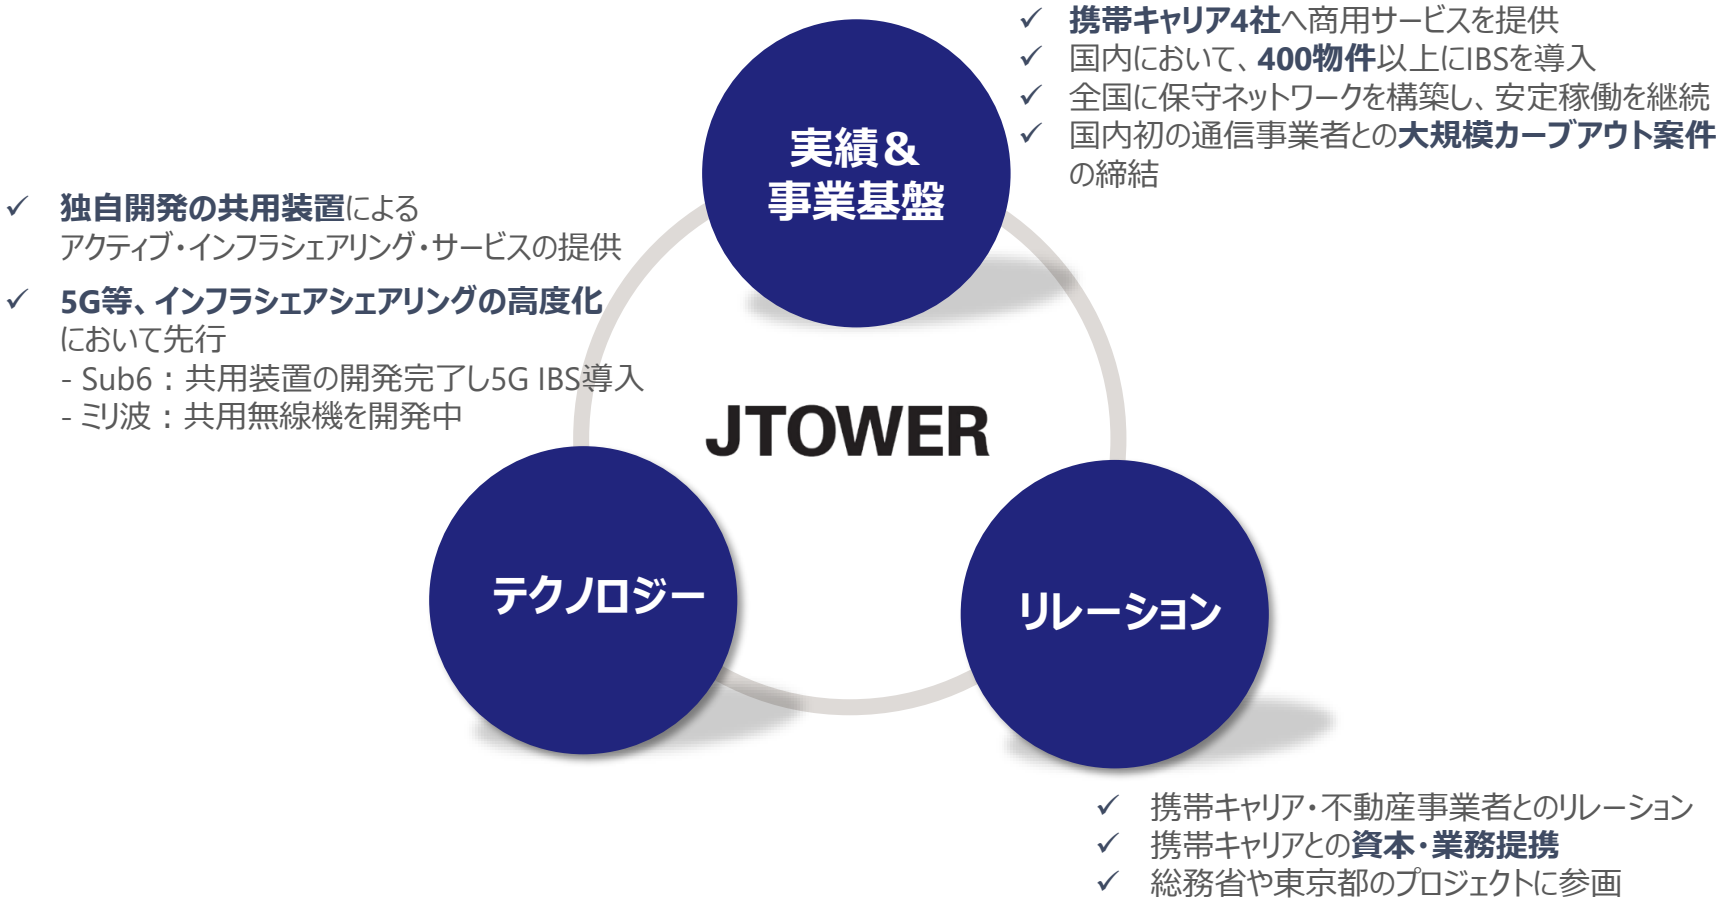 ✓ 携帯キャリア4社へ商用サービスを提供
✓ 国内において、400物件以上にIBSを導入
✓ 全国に保守ネットワークを構築し、安定稼働を継続
✓ 国内初の通信事業者との大規模カーブアウト案件
の締結
実績＆
事業基盤
✓ 独自開発の共用装置による
アクティブ・インフラシェアリング・サービスの提供
✓ 5G等、インフラシェアシェアリングの高度化
において先行
- Sub6：共用装置の開発完了し5G IBS導入
- ミリ波：共用無線機を開発中
JTOWER
テクノロジー
リレーション
✓ 携帯キャリア・不動産事業者とのリレーション
✓ 携帯キャリアとの資本・業務提携
✓ 総務省や東京都のプロジェクトに参画